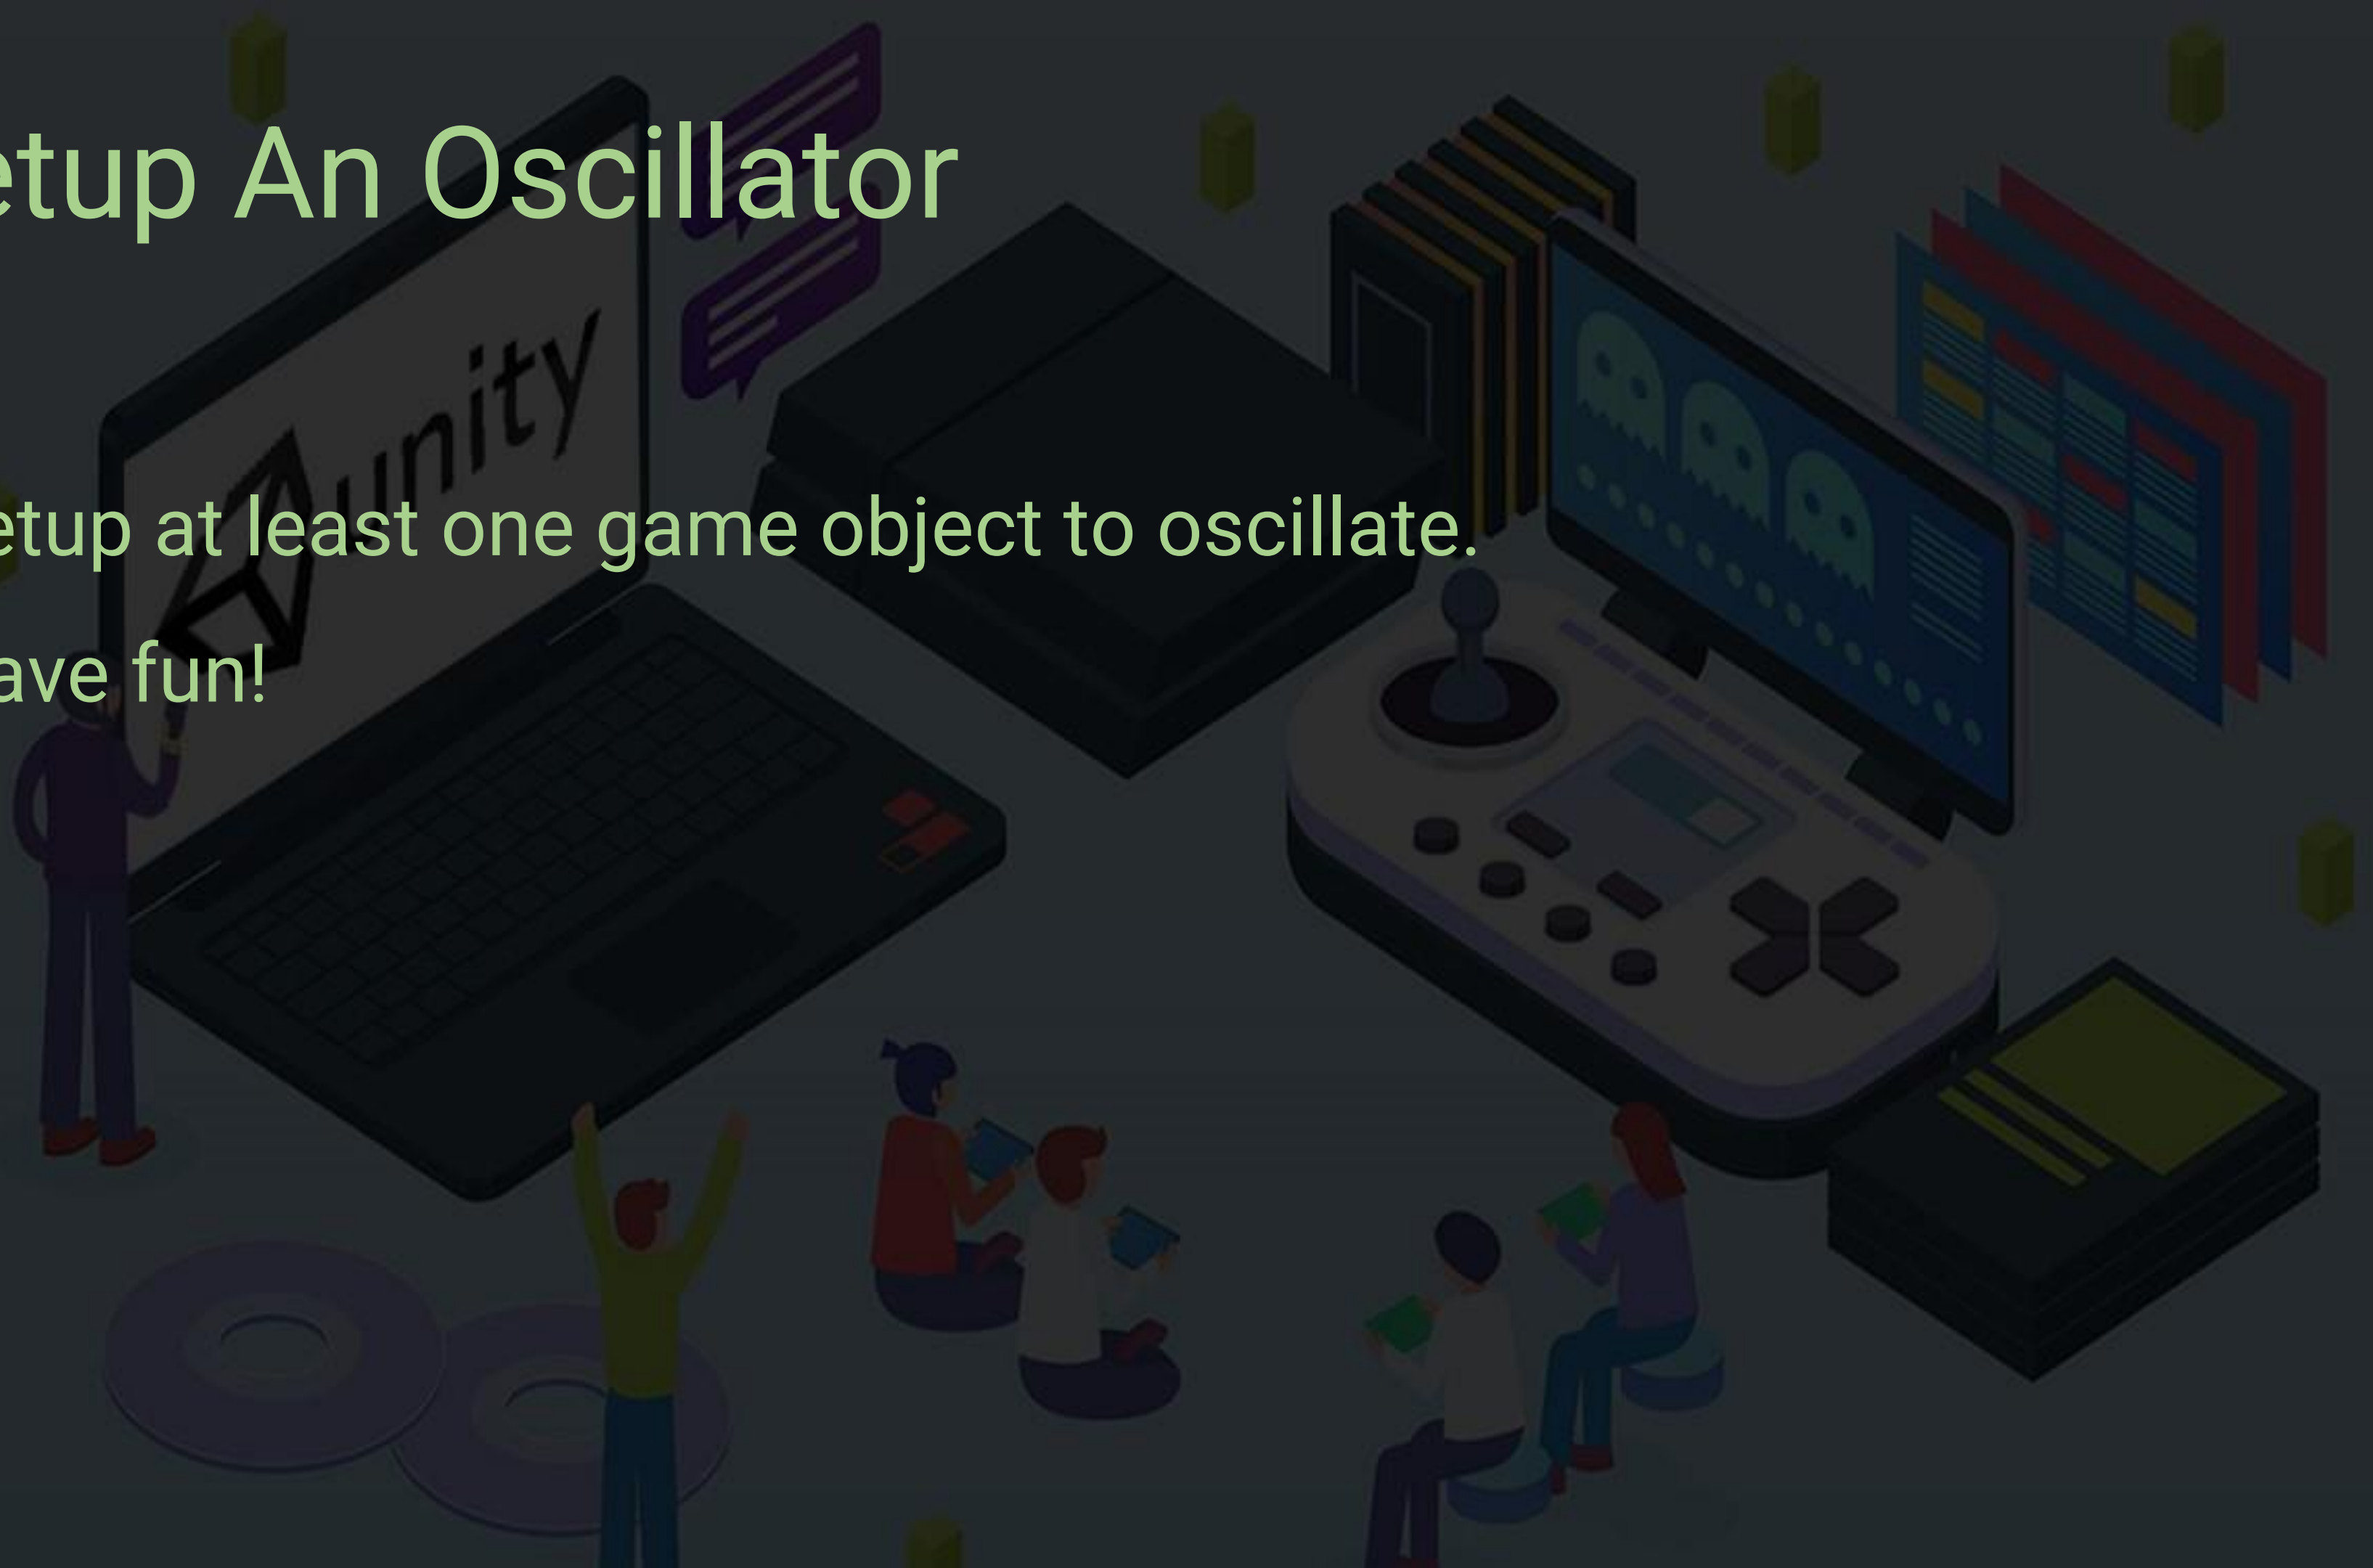 etup An Oscillator
unity
etup at least one game object to oscillate.
ave fun!